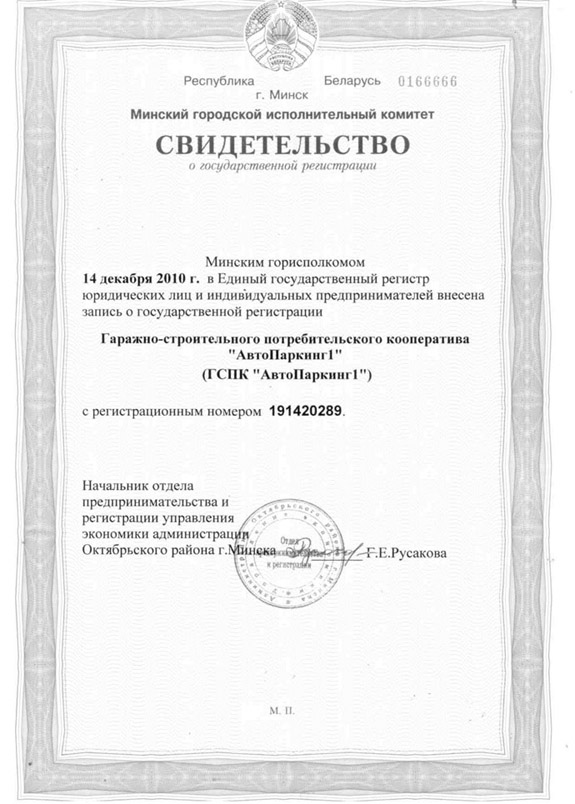 Республика Беларусь 0166666
г. Минск
Минский городской исполнительный комитет
СВИДЕТЕЛЬСТВО
о государственной регистрации
Минским горисполкомом
14 декабря 2010 г. в Единый государственный регистр
юридических лиц и индивидуальных предпринимателей внесена
запись о государственной регистрации
Гаражно-строительного потребительского кооператива
"АвтоПаркинг1"
(ГСПК "АвтоПаркинг1")
с регистрационным номером 191420289.
Начальник отдела
предпринимательства и
регистрации управления
экономики администрации
Октябрьского района г.Минска Г.Е.Русакова
Отдел
и регистрации
М. П.